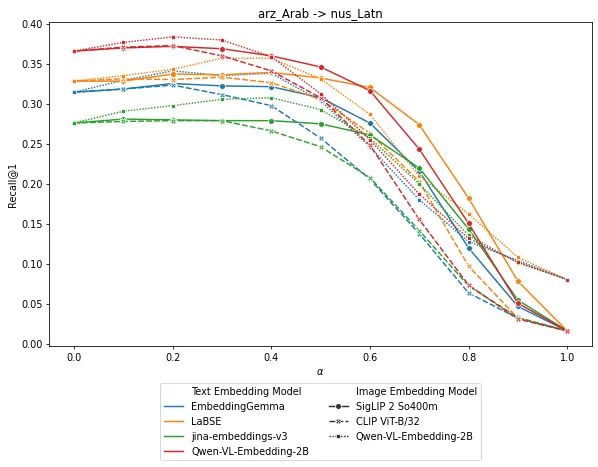 arz_Arab -> nus_Latn
0.40
0.35
0.30
0.25
0.20
0.15
0.10
0.05
0.00
Recall@1
0.0 0.2 0.4 0.6 0.8 1.0
α
Text Embedding Model
EmbeddingGemma
LaBSE
jina-embeddings-v3
Qwen-VL-Embedding-2B
Image Embedding Model
SigLIP 2 So400m
CLIP ViT-B/32
Qwen-VL-Embedding-2B